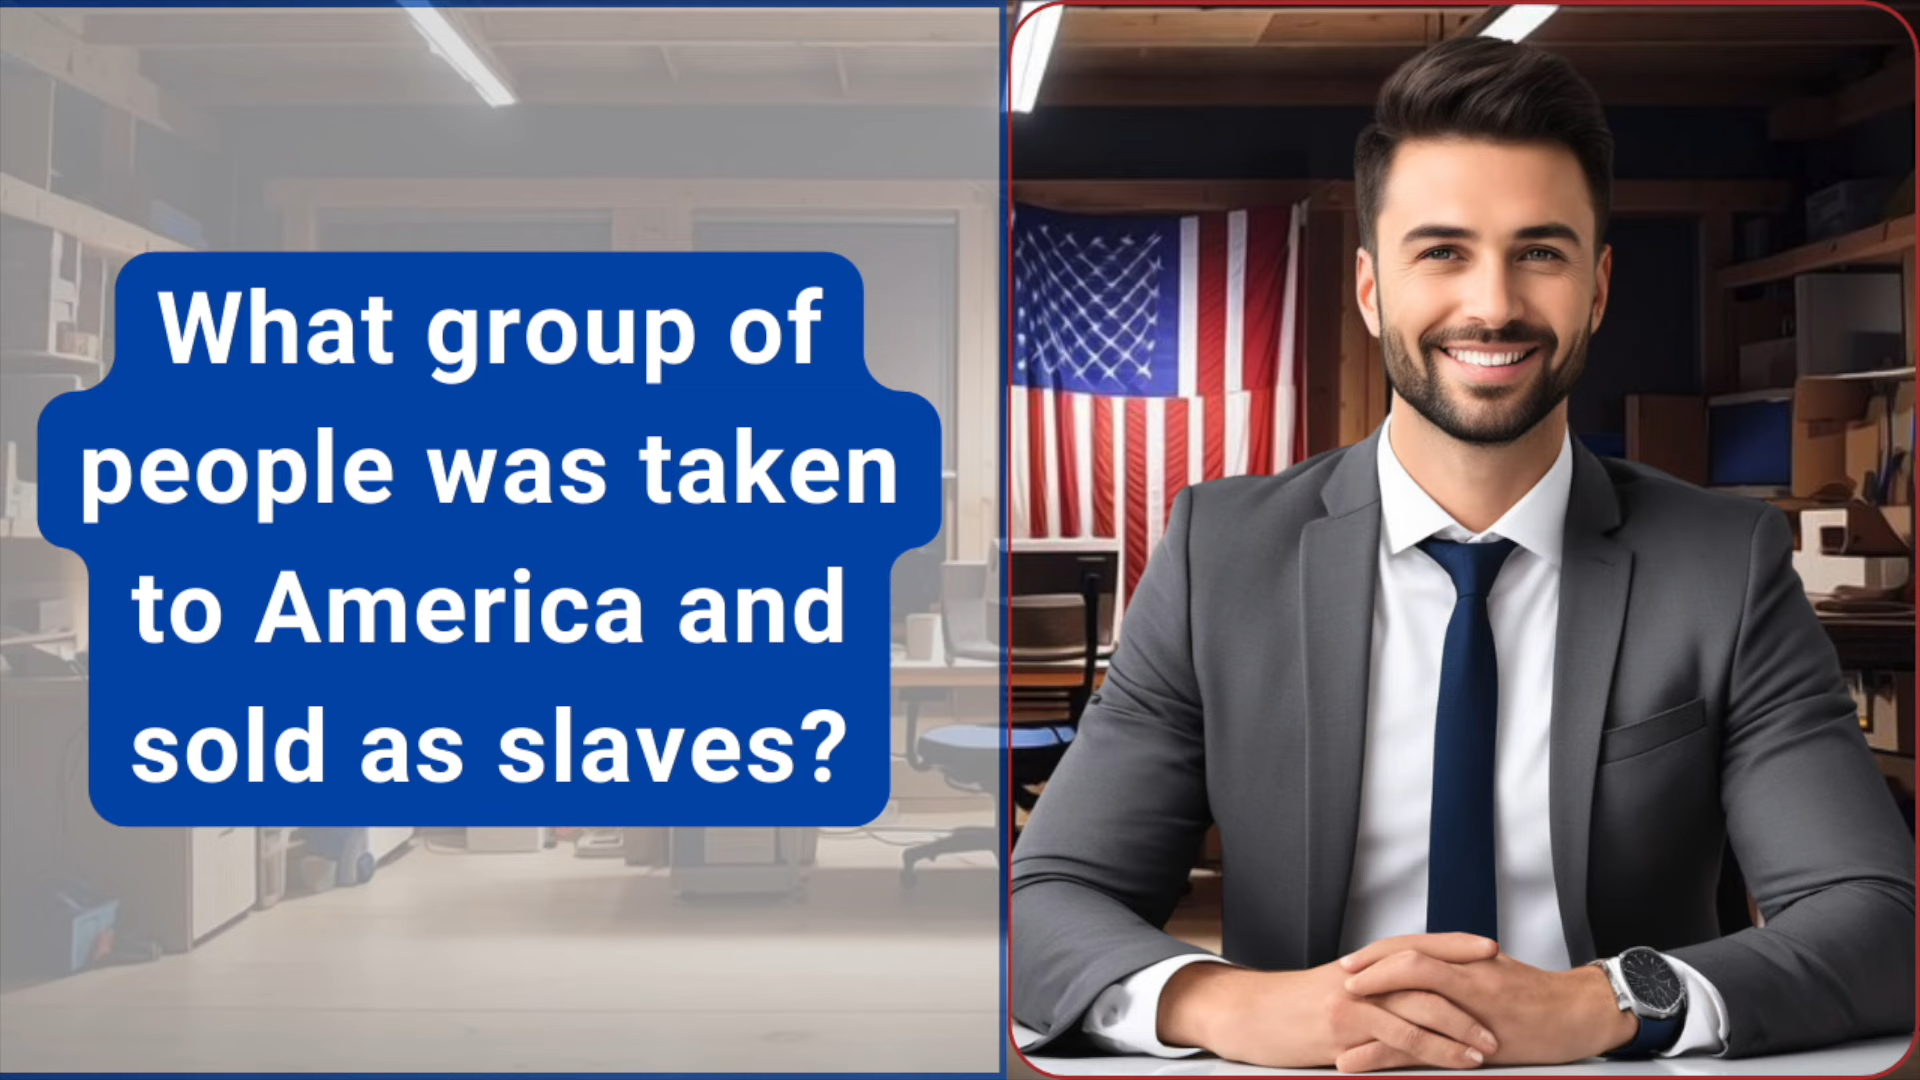 What group of
people was taken
to America and
sold as slaves?